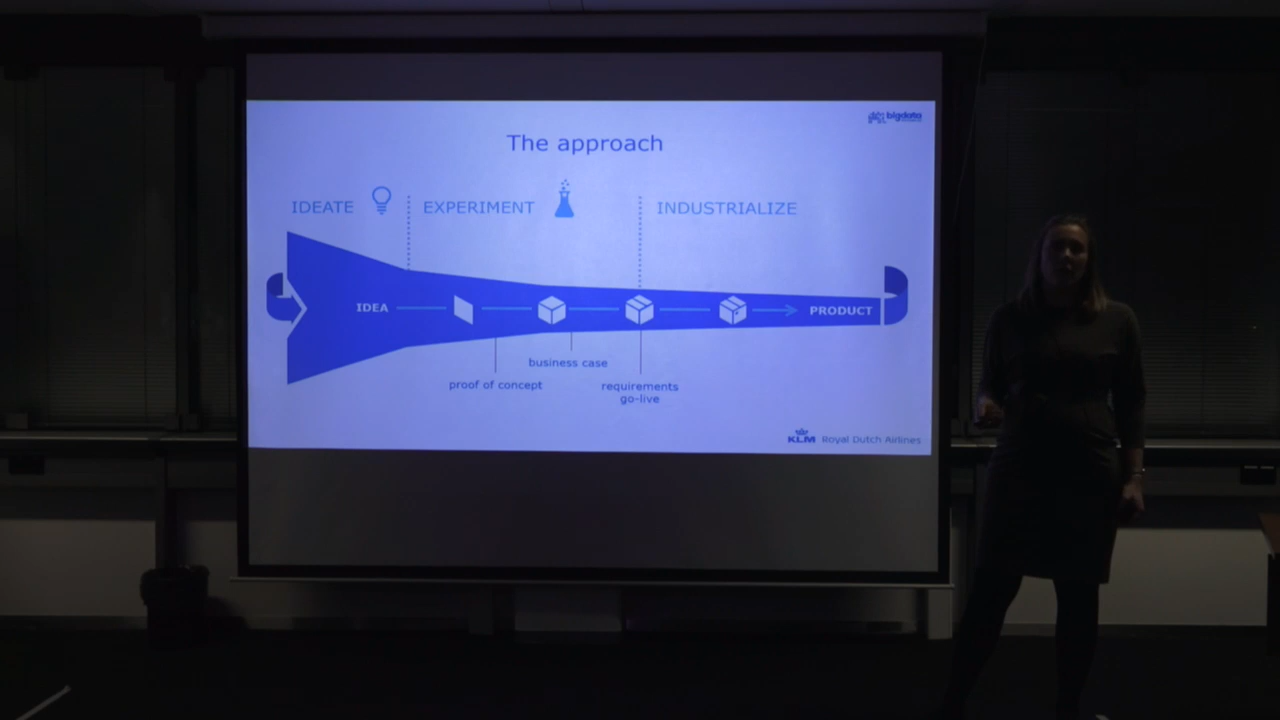 bigdata
The approach
IDEATE
EXPERIMENT
INDUSTRIALIZE
IDEA
PRODUCT
business case
proof of concept
requirements
go-live
KLM Royal Dutch Airlines